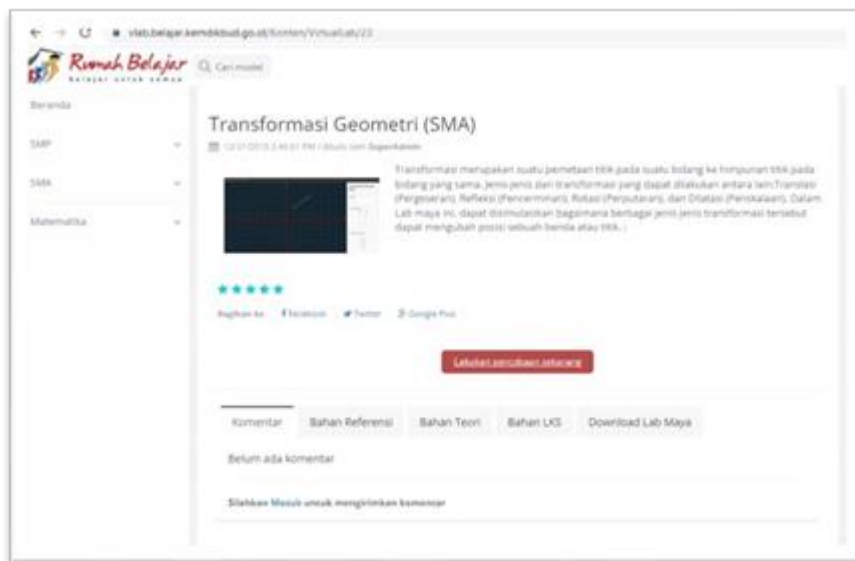 vlab.belajar.kemdikbud.go.id/Konten/VirtualLab/23
Rumah Belajar
belajar untuk semua
Cari model
Beranda
SMP
SMA
Matematika
Transformasi Geometri (SMA)
PM | ditulis oleh SuperAdmin
Transformasi merupakan suatu pemetaan titik pada suatu bidang ke himpunan titik pada
bidang yang sama. Jenis-jenis dari transformasi yang dapat dilakukan antara lain:Translasi
(Pergeseran), Refleksi (Pencerminan), Rotasi (Perputaran), dan Dilatasi (Penskalaan). Dalam
Lab maya ini, dapat disimulasikan bagaimana berbagai jenis-jenis transformasi tersebut
dapat mengubah posisi sebuah benda atau titik.
Bagikan ke Facebook Twitter Google Plus
Lakukan percobaan sekarang
Komentar Bahan Referensi Bahan Teori Bahan LKS Download Lab Maya
Belum ada komentar
Silahkan Masuk untuk mengirimkan komentar